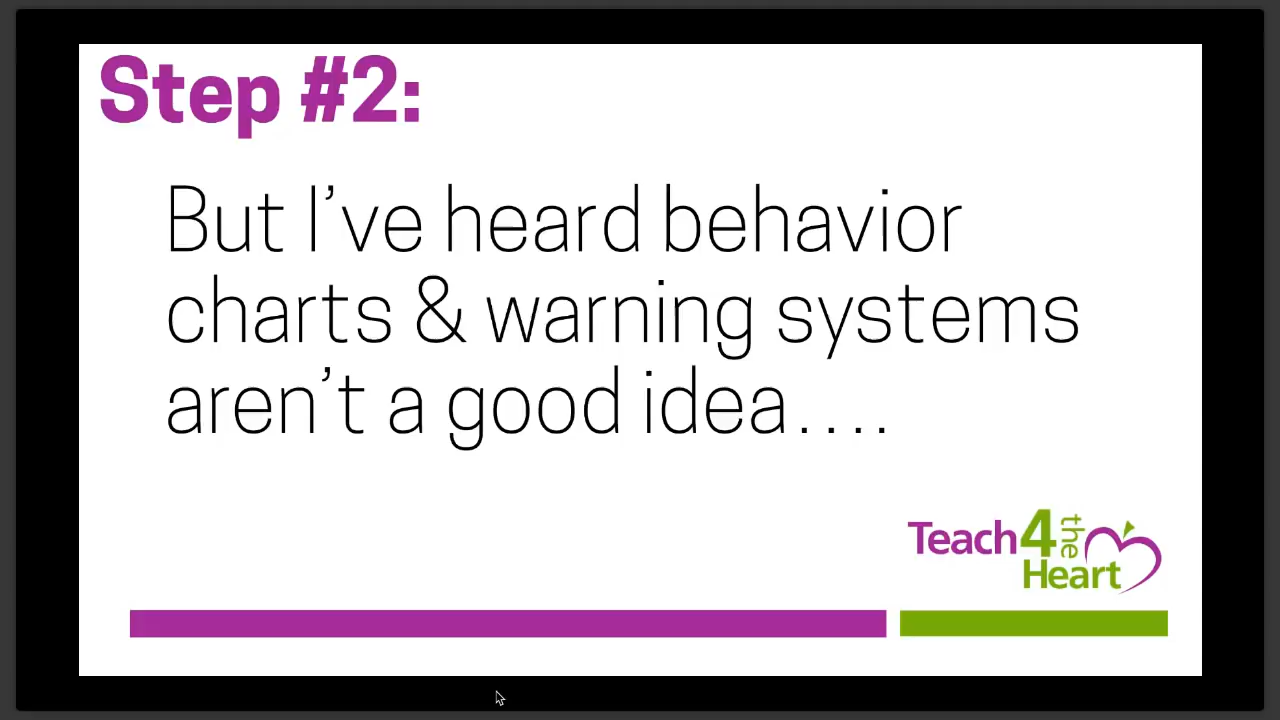 Step #2:
But I’ve heard behavior
charts & warning systems
aren’t a good idea....
Teach4the
Heart